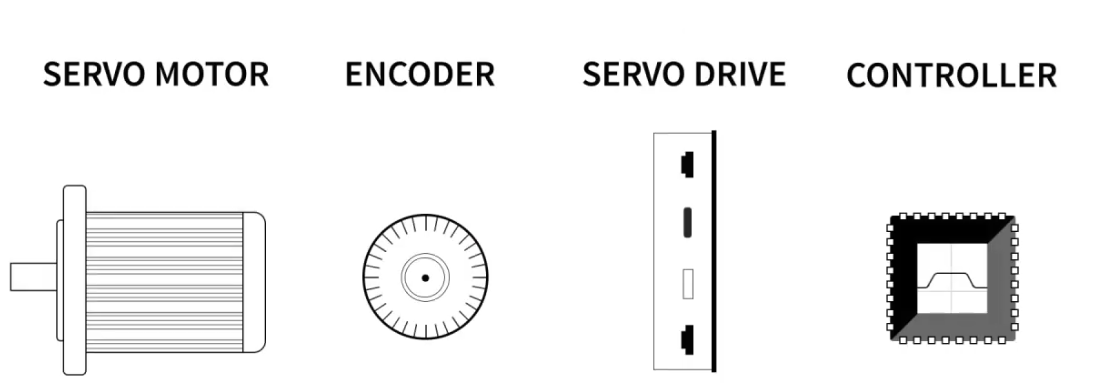 SERVO MOTOR ENCODER SERVO DRIVE CONTROLLER